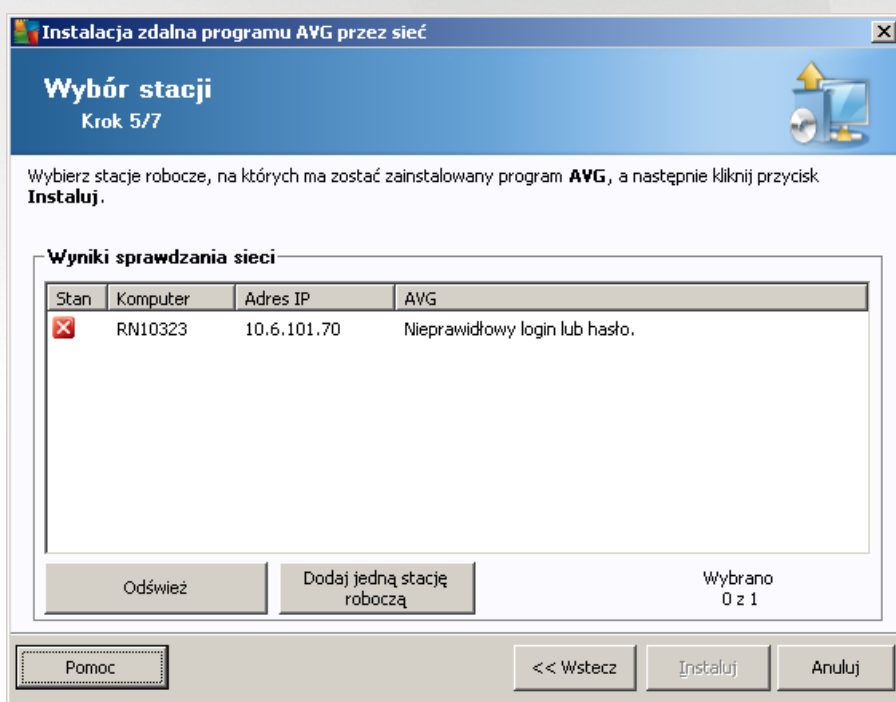 Instalacja zdalna programu AVG przez sieć
Wybór stacji
Krok 5/7
Wybierz stacje robocze, na których ma zostać zainstalowany program AVG, a następnie kliknij przycisk
Instaluj.
Wyniki sprawdzania sieci
Stan Komputer Adres IP AVG
RN10323 10.6.101.70 Nieprawidłowy login lub hasło.
Odśwież
Dodaj jedną stację
roboczą
Wybrano
0 z 1
Pomoc << Wstecz Instaluj Anuluj